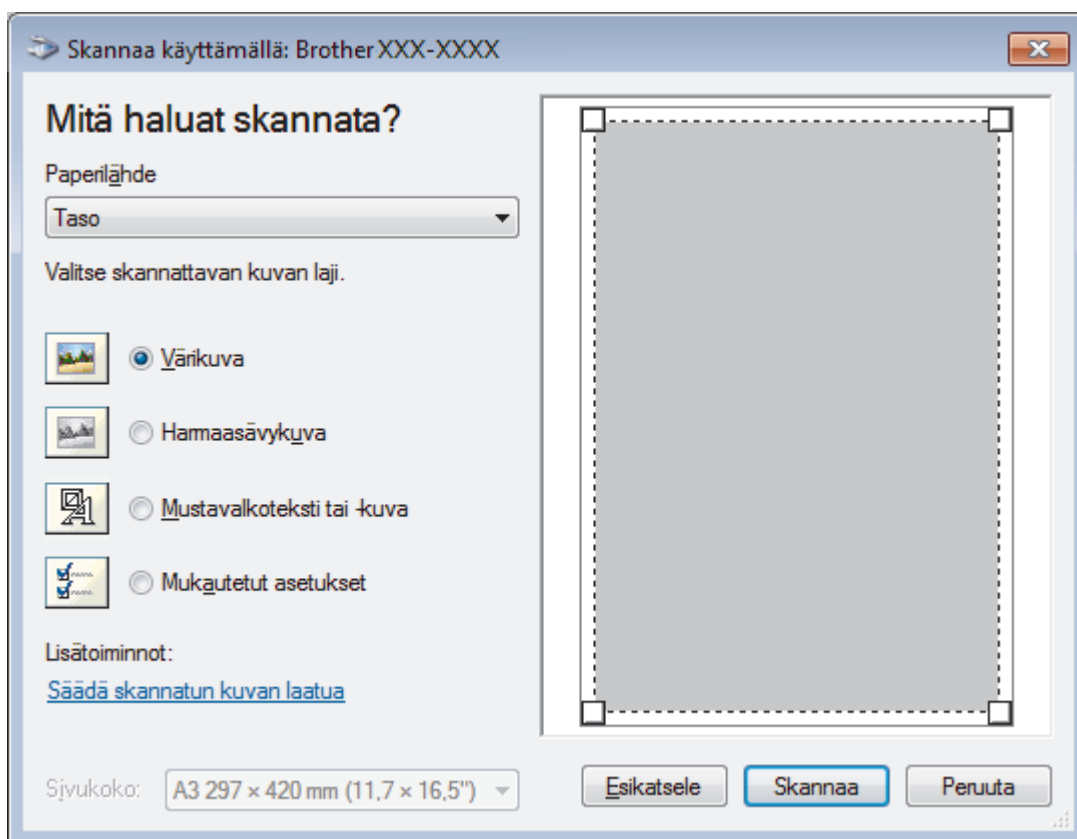 Skannaa käyttämällä: Brother XXX-XXXX
Mitä haluat skannata?
Paperilähde
Taso
Valitse skannattavan kuvan laji.
Värikuva
Harmaasävykuva
Mustavalkoteksti tai -kuva
Mukautetut asetukset
Lisätoiminnot:
Säädä skannatun kuvan laatua
Sivukoko: A3 297 × 420 mm (11,7 × 16,5")
Esikatsele Skannaa Peruuta